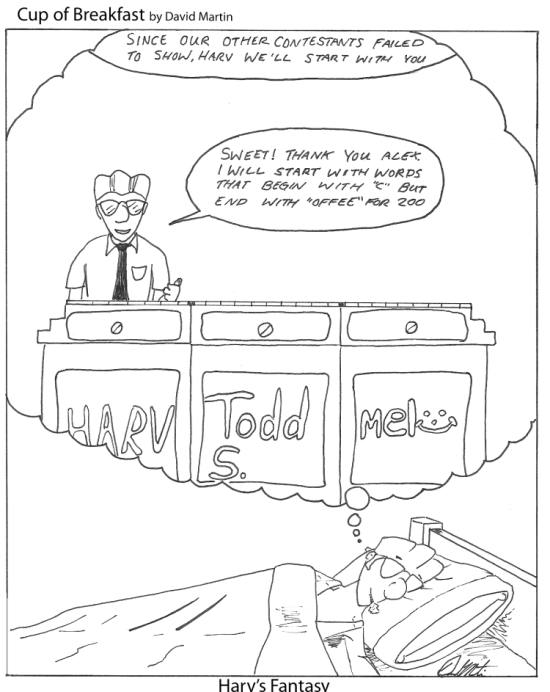 Cup of Breakfast by David Martin
SINCE OUR OTHER CONTESTANTS FAILED
TO SHOW, HARV WE'LL START WITH YOU
SWEET! THANK YOU ALEX
I WILL START WITH WORDS
THAT BEGIN WITH "C" BUT
END WITH "OFFEE" FOR 200
HARV
Todd
S.
Mel
Harv's Fantasy